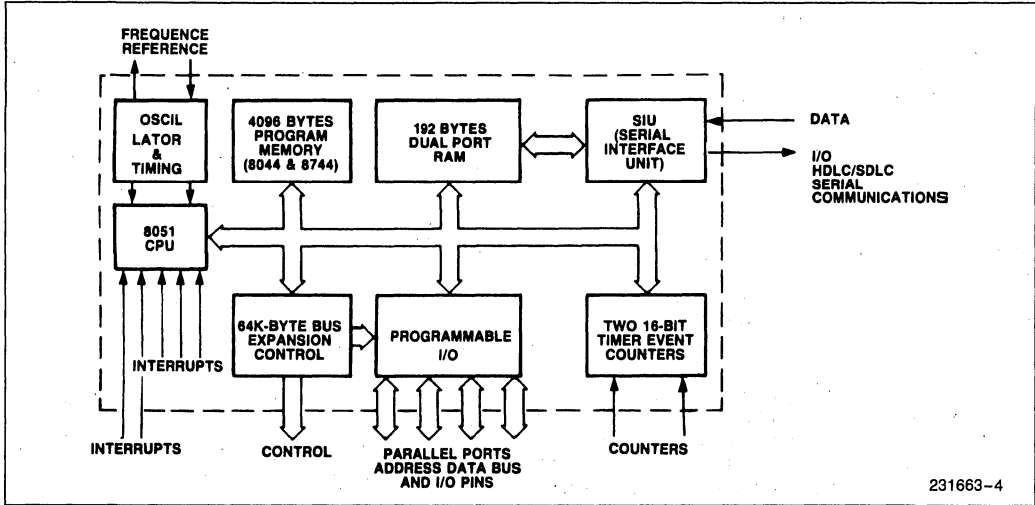 FREQUENCE
REFERENCE
OSCIL
LATOR
&
TIMING
4096 BYTES
PROGRAM
MEMORY
(8044 & 8744)
192 BYTES
DUAL PORT
RAM
SIU
(SERIAL
INTERFACE
UNIT)
DATA
I/O
HDLC/SDLC
SERIAL
COMMUNICATIONS
8051
CPU
64K-BYTE BUS
EXPANSION
CONTROL
PROGRAMMABLE
I/O
TWO 16-BIT
TIMER EVENT
COUNTERS
INTERRUPTS
INTERRUPTS
CONTROL
PARALLEL PORTS
ADDRESS DATA BUS
AND I/O PINS
COUNTERS
231663-4